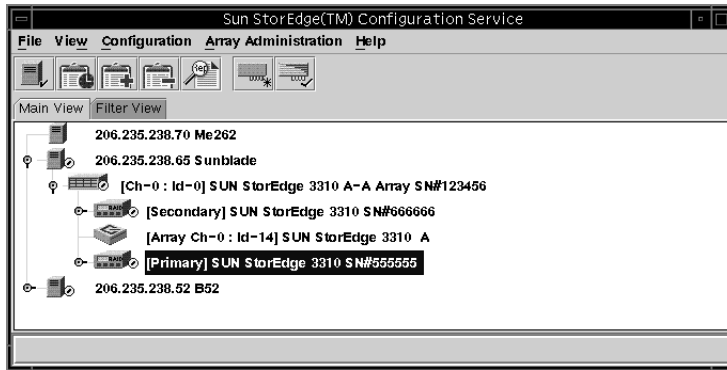 Sun StorEdge(TM) Configuration Service
File View Configuration Array Administration Help
Main View Filter View
206.235.238.70 Me262
206.235.238.65 Sunblade
[Ch-0 : Id-0] SUN StorEdge 3310 A-A Array SN#123456
[Secondary] SUN StorEdge 3310 SN#666666
[Array Ch-0 : Id-14] SUN StorEdge 3310 A
[Primary] SUN StorEdge 3310 SN#555555
206.235.238.52 B52